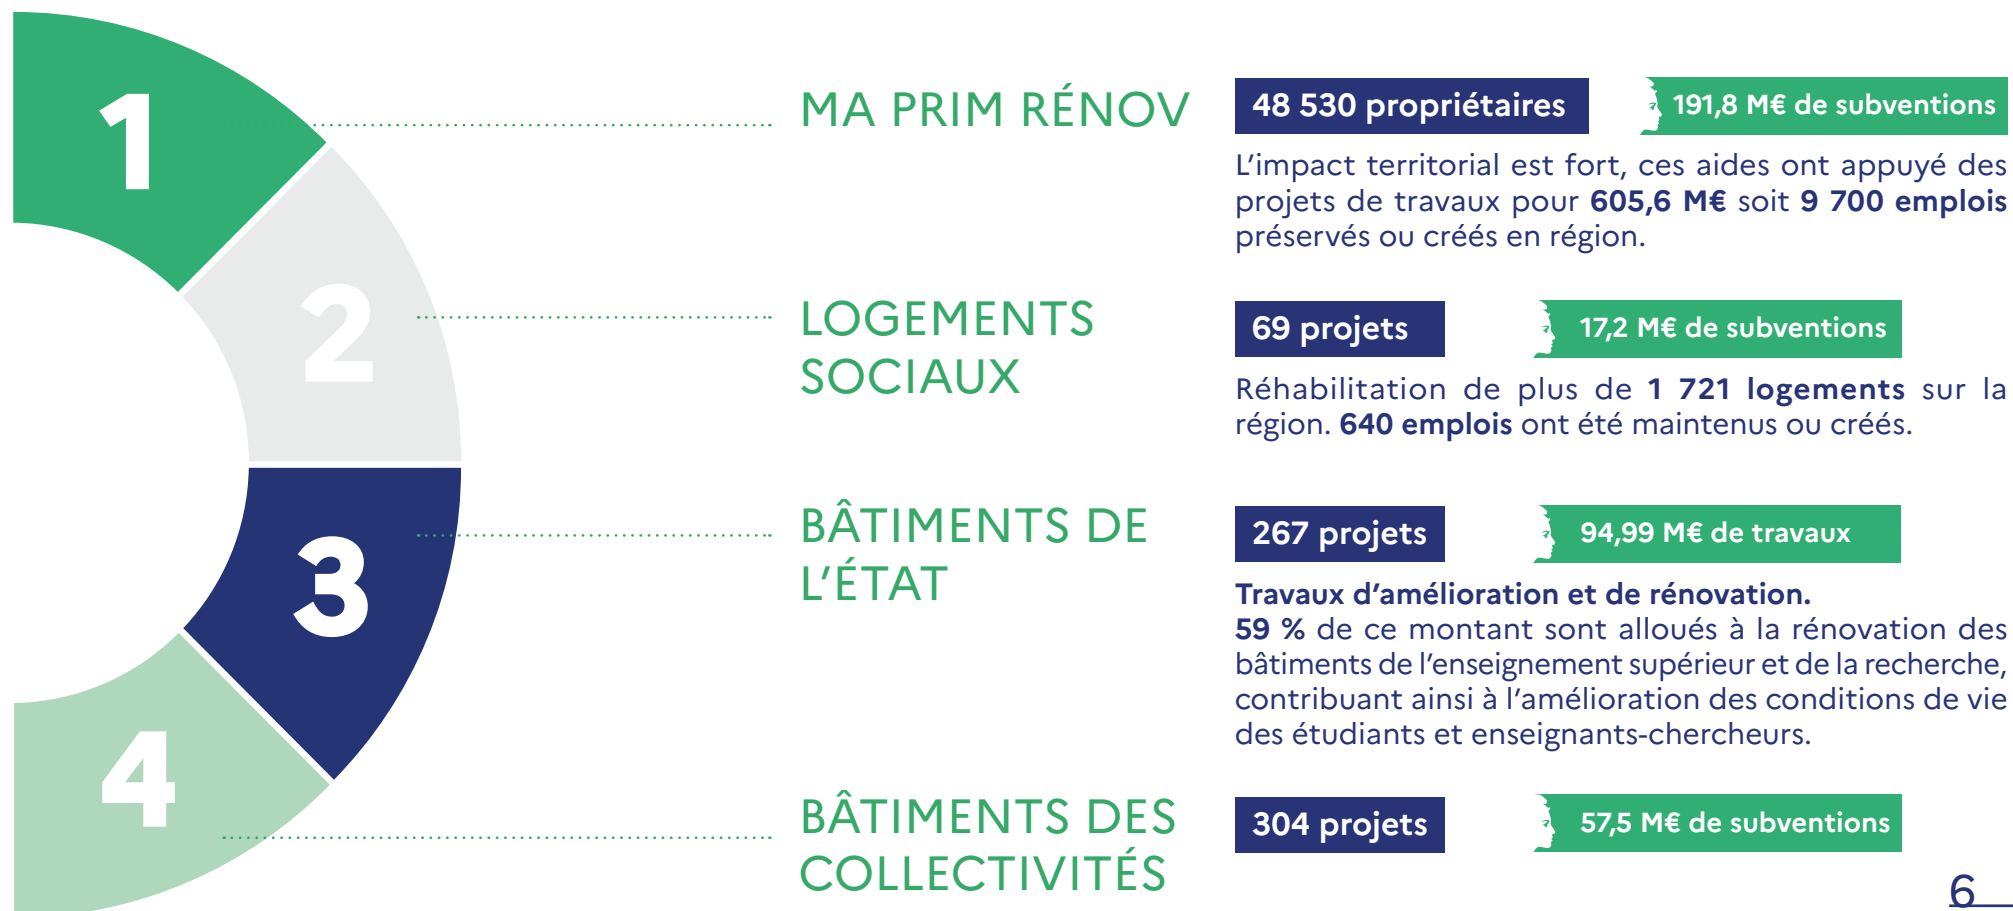 1
MA PRIM RÉNOV
48 530 propriétaires
191,8 M€ de subventions
L’impact territorial est fort, ces aides ont appuyé des
projets de travaux pour 605,6 M€ soit 9 700 emplois
préservés ou créés en région.
2
LOGEMENTS
SOCIAUX
69 projets
17,2 M€ de subventions
Réhabilitation de plus de 1 721 logements sur la
région. 640 emplois ont été maintenus ou créés.
3
BÂTIMENTS DE
L’ÉTAT
267 projets
94,99 M€ de travaux
Travaux d’amélioration et de rénovation.
59 % de ce montant sont alloués à la rénovation des
bâtiments de l’enseignement supérieur et de la recherche,
contribuant ainsi à l’amélioration des conditions de vie
des étudiants et enseignants-chercheurs.
4
BÂTIMENTS DES
COLLECTIVITÉS
304 projets
57,5 M€ de subventions
6